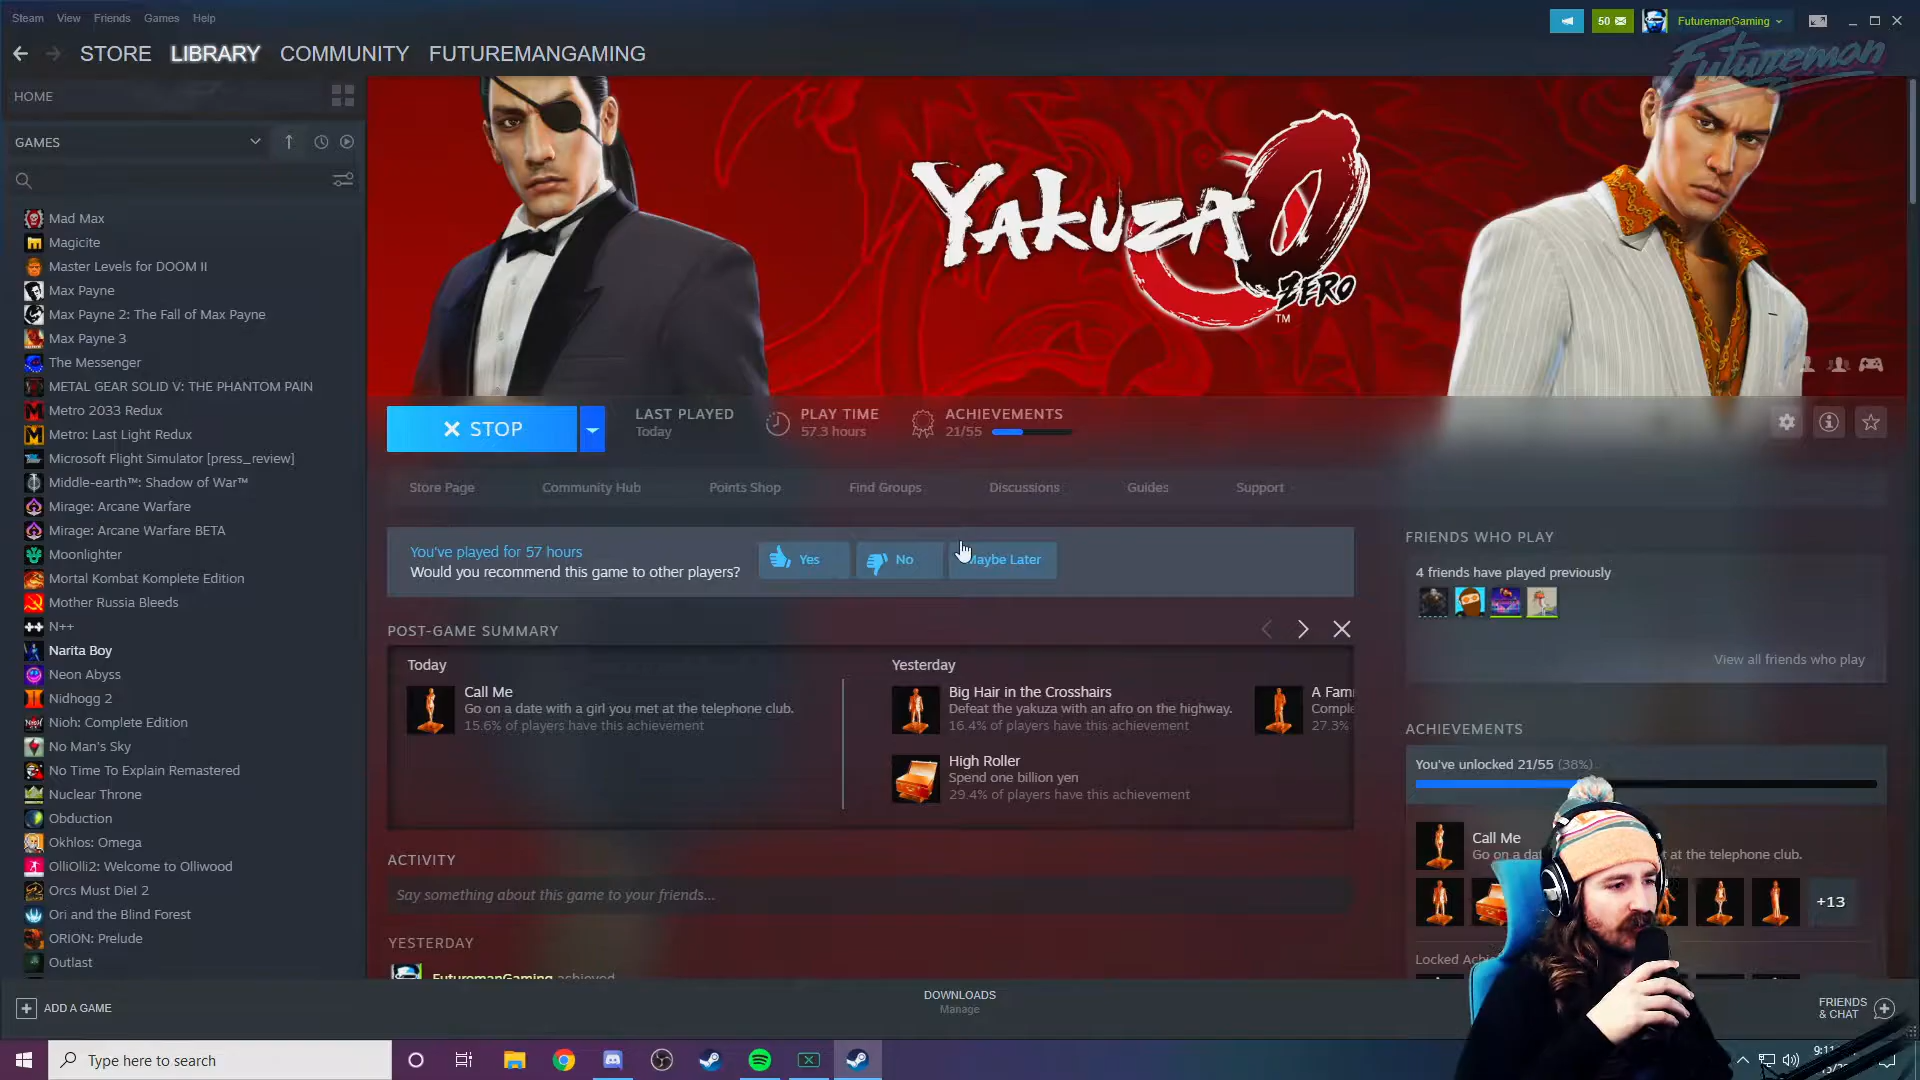 Steam View Friends Games Help
50 FuturemanGaming
Futureman
STORE LIBRARY COMMUNITY FUTUREMANGAMING
HOME
GAMES
Mad Max
Magicite
Master Levels for DOOM II
Max Payne
Max Payne 2: The Fall of Max Payne
Max Payne 3
The Messenger
METAL GEAR SOLID V: THE PHANTOM PAIN
Metro 2033 Redux
Metro: Last Light Redux
Microsoft Flight Simulator [press_review]
Middle-earth™: Shadow of War™
Mirage: Arcane Warfare
Mirage: Arcane Warfare BETA
Moonlighter
Mortal Kombat Komplete Edition
Mother Russia Bleeds
N++
Narita Boy
Neon Abyss
Nidhogg 2
Nioh: Complete Edition
No Man's Sky
No Time To Explain Remastered
Nuclear Throne
Obduction
Okhlos: Omega
OlliOlli2: Welcome to Olliwood
Orcs Must Die! 2
Ori and the Blind Forest
ORION: Prelude
Outlast
ADD A GAME
YAKUZA 0
ZERO
TM
STOP
LAST PLAYED
Today
PLAY TIME
57.3 hours
ACHIEVEMENTS
21/55
Store Page Community Hub Points Shop Find Groups Discussions Guides Support
You've played for 57 hours
Would you recommend this game to other players?
Yes No Maybe Later
POST-GAME SUMMARY
Today
Call Me
Go on a date with a girl you met at the telephone club.
15.6% of players have this achievement
Yesterday
Big Hair in the Crosshairs
Defeat the yakuza with an afro on the highway.
16.4% of players have this achievement
High Roller
Spend one billion yen
29.4% of players have this achievement
A Fam
Comple
27.3%
ACTIVITY
Say something about this game to your friends...
YESTERDAY
FuturemanGaming achieved
FRIENDS WHO PLAY
4 friends have played previously
View all friends who play
ACHIEVEMENTS
You've unlocked 21/55 (38%)
Call Me
Go on a dat at the telephone club.
+13
Locked Achie
DOWNLOADS
Manage
FRIENDS
& CHAT
Type here to search